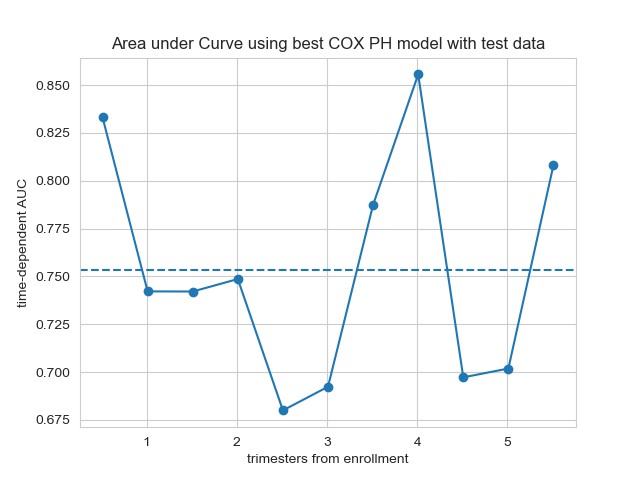 Area under Curve using best COX PH model with test data
time-dependent AUC
0.850
0.825
0.800
0.775
0.750
0.725
0.700
0.675
1 2 3 4 5
trimesters from enrollment